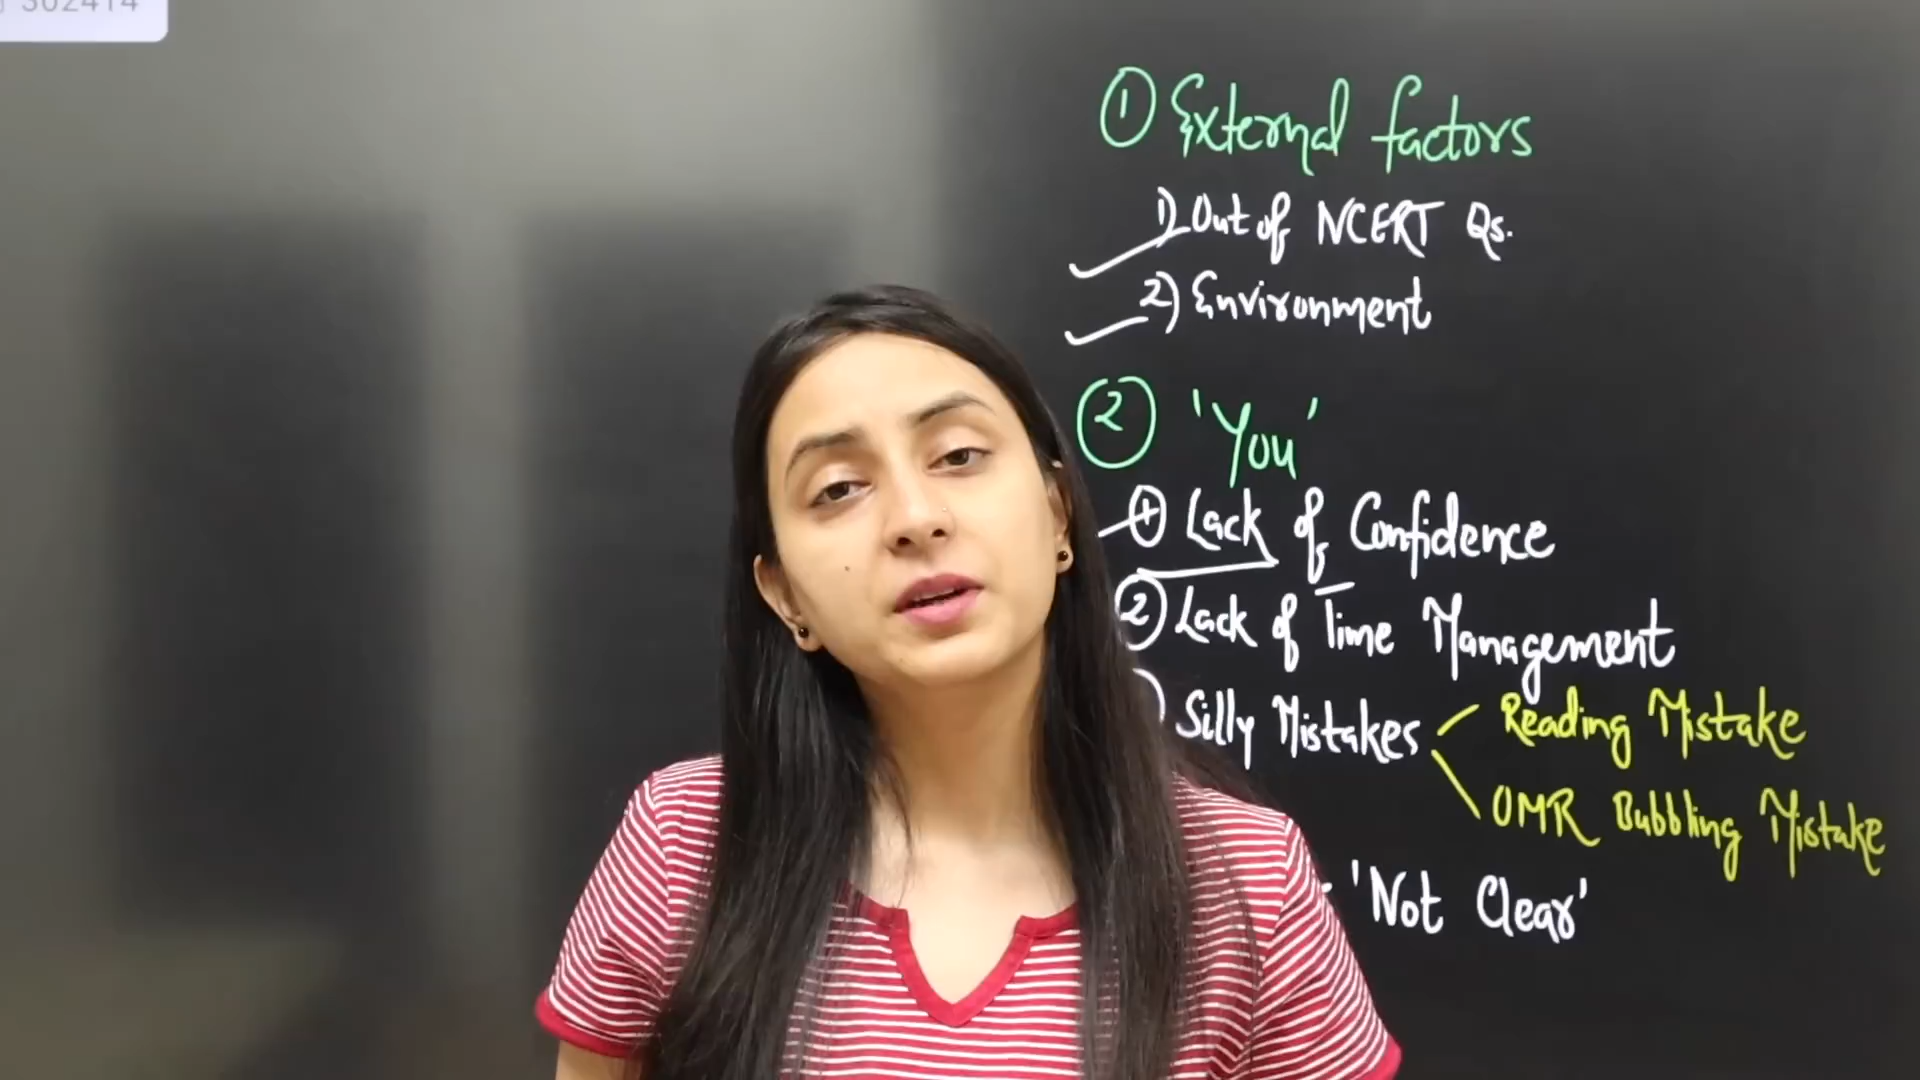 302414
① External factors
1) Out of NCERT Qs.
2) Environment
② 'You'
① Lack of Confidence
② Lack of Time Management
Silly Mistakes
Reading Mistake
OMR Bubbling Mistake
'Not Clear'